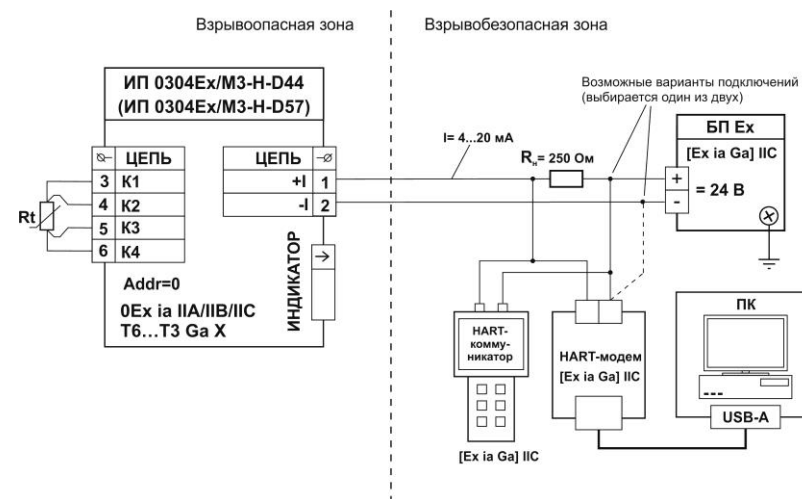 Взрывоопасная зона
Взрывобезопасная зона
ИП 0304Ex/М3-Н-D44
(ИП 0304Ex/М3-Н-D57)
ЦЕПЬ
3 К1
4 К2
5 К3
6 К4
Rt
ЦЕПЬ
+I 1
-I 2
ИНДИКАТОР
Addr=0
0Ex ia IIA/IIB/IIC
T6...T3 Ga X
I= 4...20 мА
Rн= 250 Ом
Возможные варианты подключений
(выбирается один из двух)
БП Ex
[Ex ia Ga] IIC
+
= 24 В
-
HART-
комму-
никатор
[Ex ia Ga] IIC
HART-модем
[Ex ia Ga] IIC
ПК
USB-A